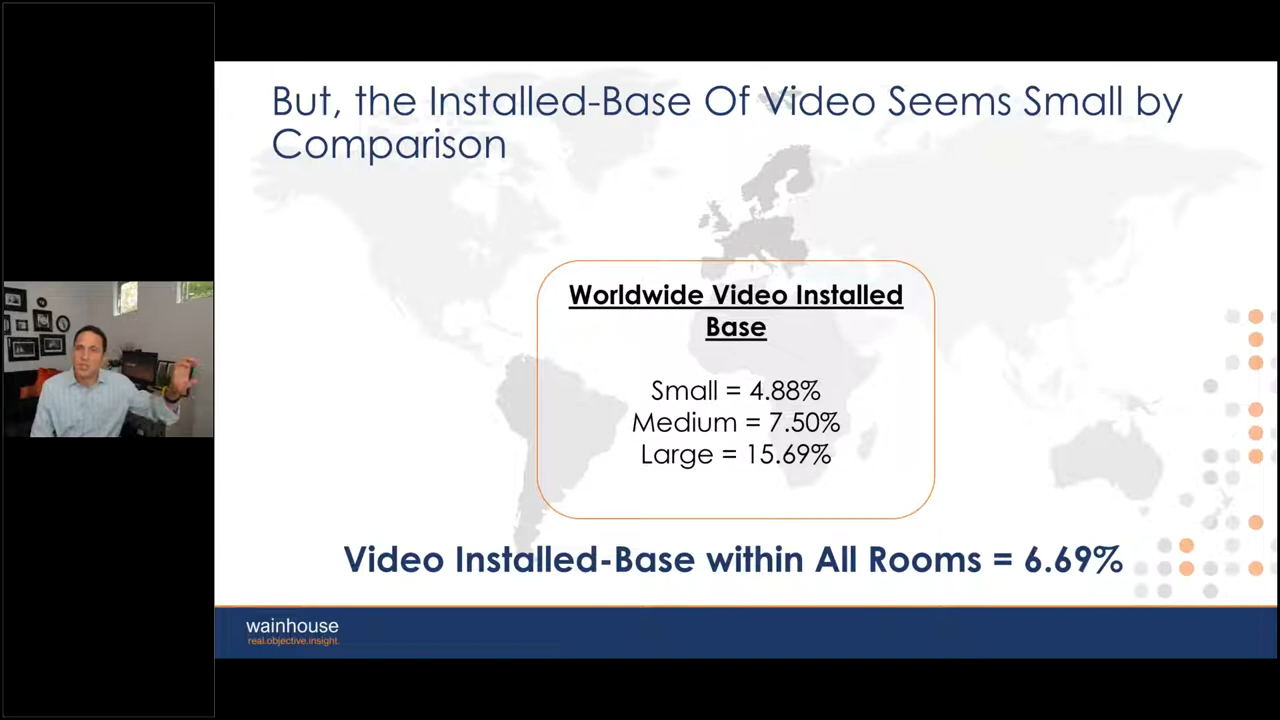 But, the Installed-Base Of Video Seems Small by
Comparison
Worldwide Video Installed
Base
Small = 4.88%
Medium = 7.50%
Large = 15.69%
Video Installed-Base within All Rooms = 6.69%
wainhouse
real.objective.insight.